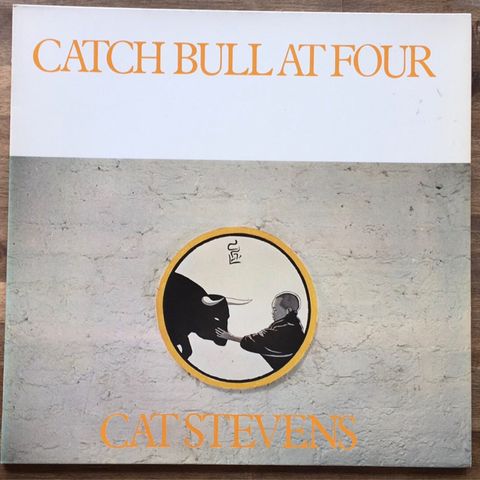 CATCH BULL AT FOUR
CAT STEVENS